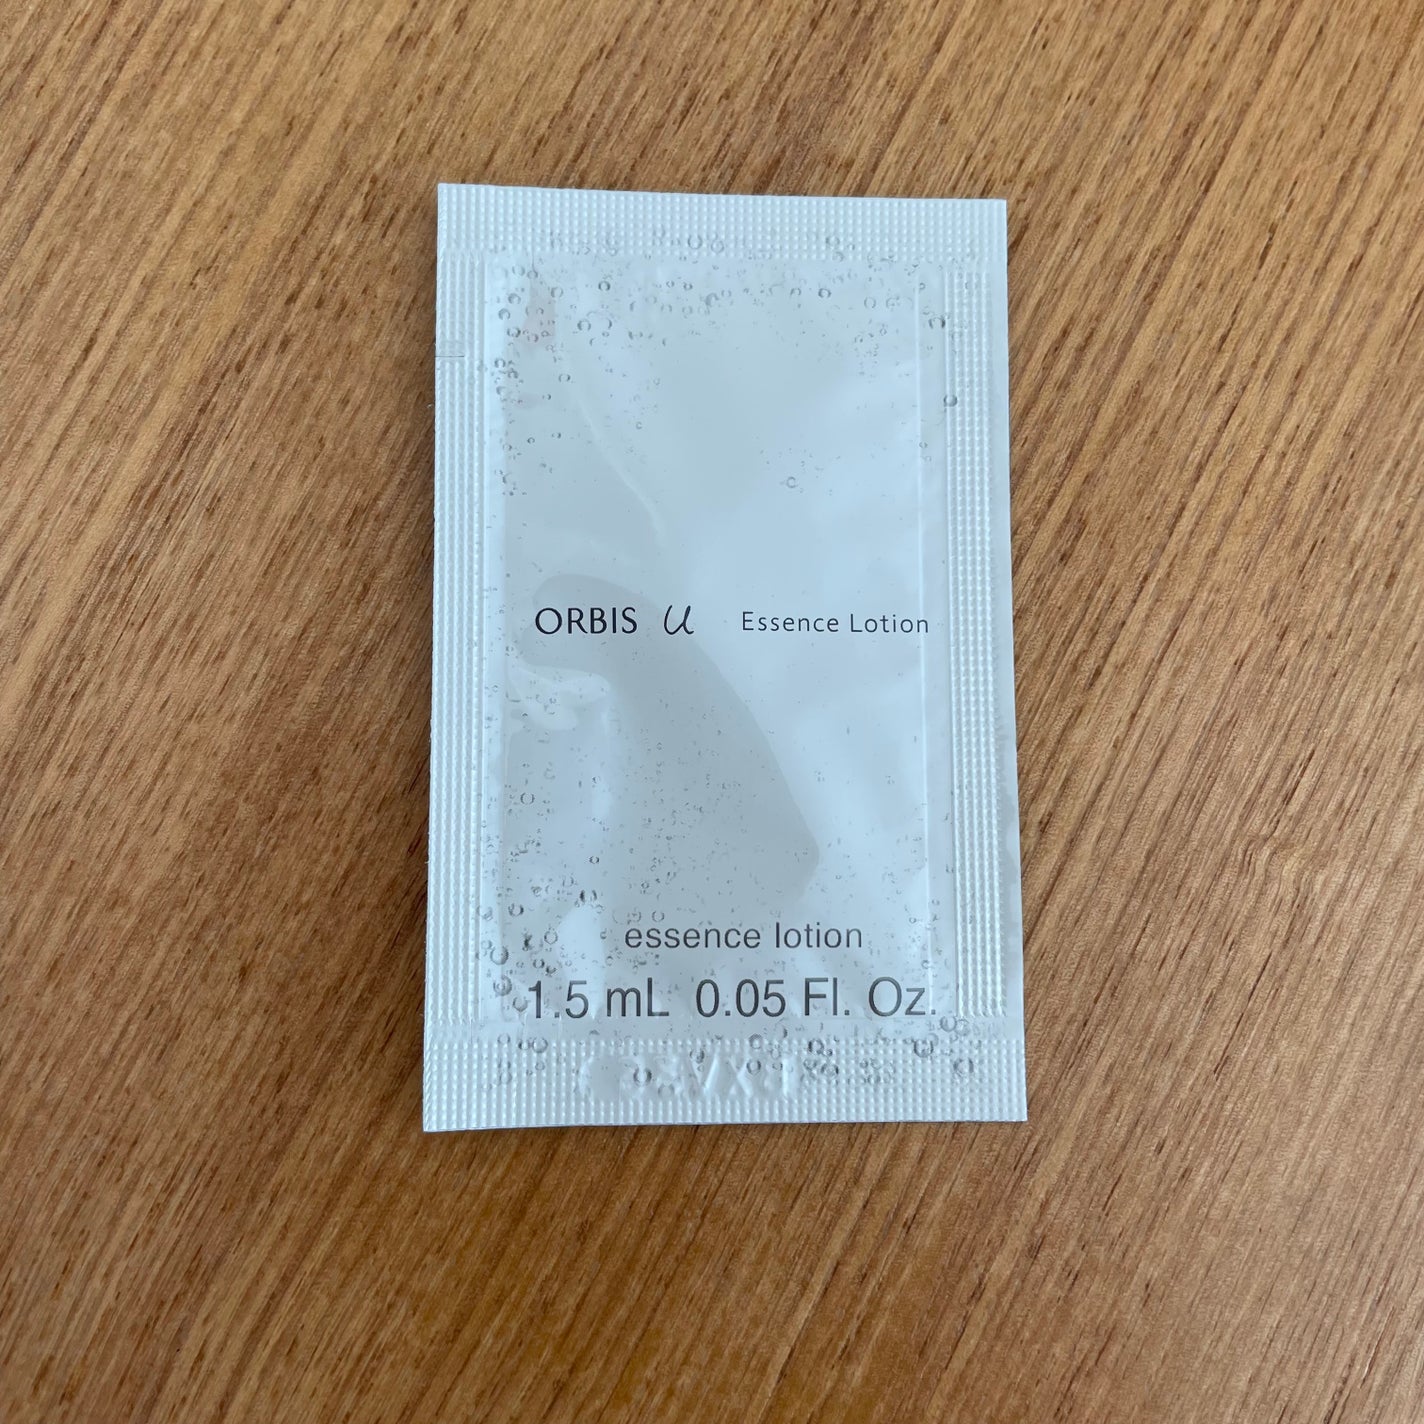 ORBIS u Essence Lotion
essence lotion
1.5 mL 0.05 Fl. Oz.